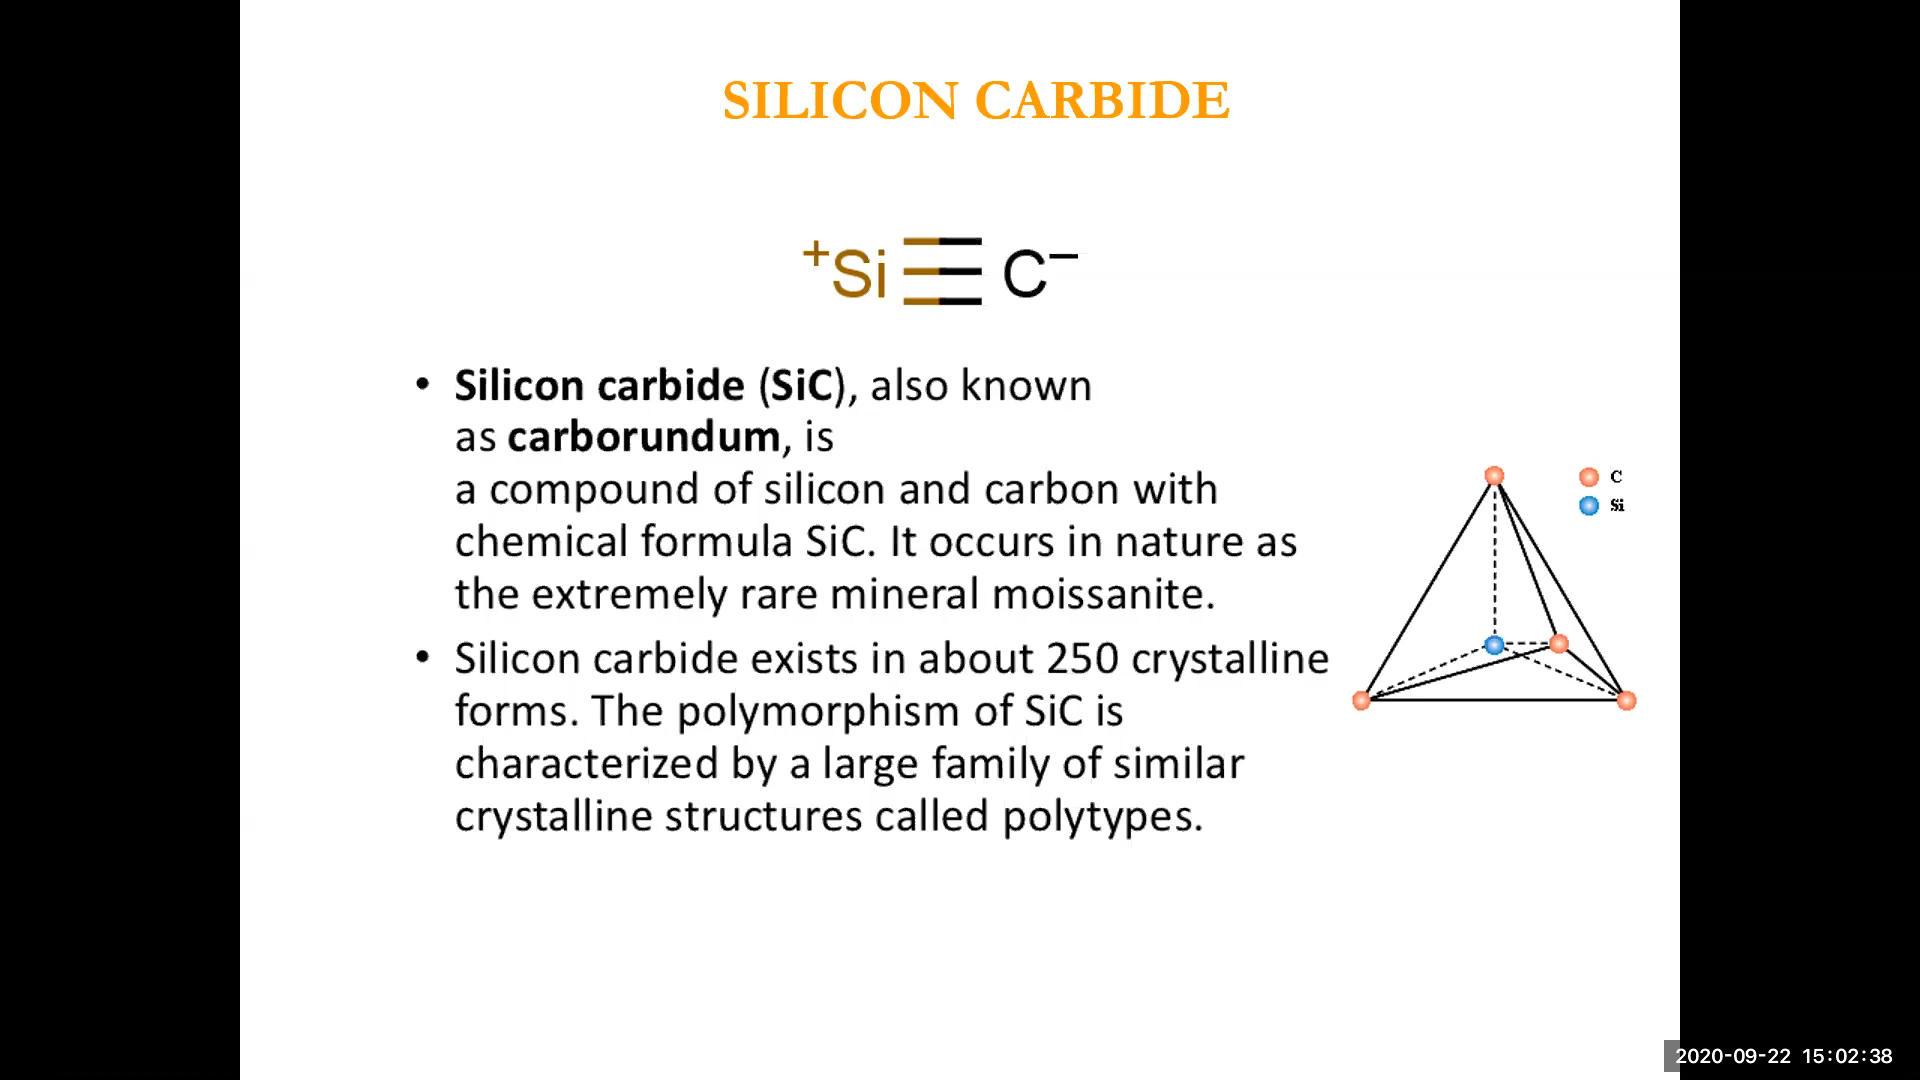 SILICON CARBIDE
+Si≡C−
• Silicon carbide (SiC), also known
as carborundum, is
a compound of silicon and carbon with
chemical formula SiC. It occurs in nature as
the extremely rare mineral moissanite.
• Silicon carbide exists in about 250 crystalline
forms. The polymorphism of SiC is
characterized by a large family of similar
crystalline structures called polytypes.
C
Si
2020-09-22 15:02:38